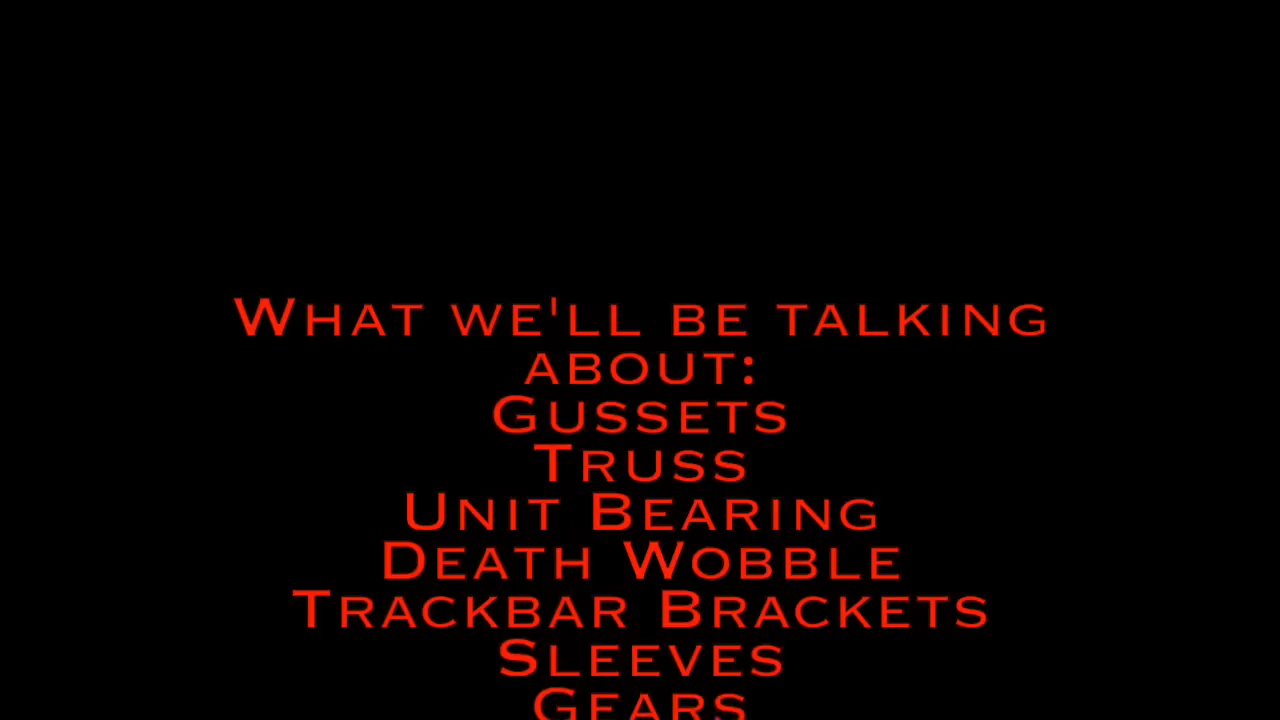 What we'll be talking
about:
Gussets
Truss
Unit Bearing
Death Wobble
Trackbar Brackets
Sleeves
Gears